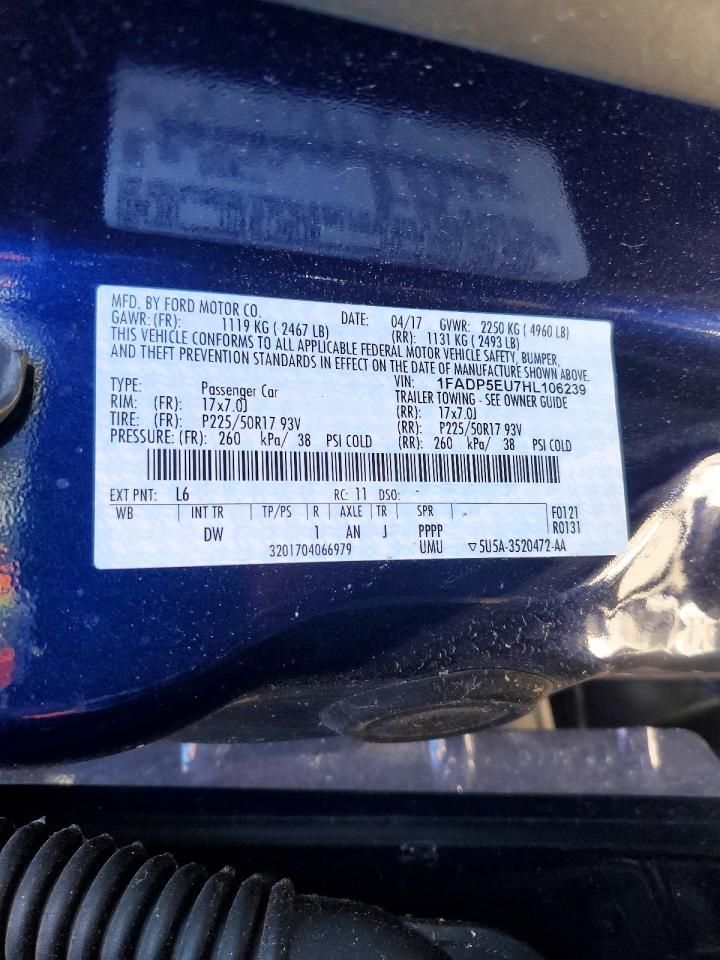 MFD. BY FORD MOTOR CO.
DATE: 04/17 GVWR: 2250 KG ( 4960 LB)
GAWR: (FR): 1119 KG ( 2467 LB) (RR): 1131 KG ( 2493 LB)
THIS VEHICLE CONFORMS TO ALL APPLICABLE FEDERAL MOTOR VEHICLE SAFETY, BUMPER,
AND THEFT PREVENTION STANDARDS IN EFFECT ON THE DATE OF MANUFACTURE SHOWN ABOVE.
VIN: 1FADP5EU7HL106239
TYPE: Passenger Car TRAILER TOWING - SEE OWNER GUIDE
RIM: (FR): 17x7.0J (RR): 17x7.0J
TIRE: (FR): P225/50R17 93V (RR): P225/50R17 93V
PRESSURE: (FR): 260 kPa/ 38 PSI COLD (RR): 260 kPa/ 38 PSI COLD
EXT PNT: L6 RC: 11 DSO:
WB INT TR TP/PS R AXLE TR SPR F0121
DW 1 AN J PPPP R0131
3201704066979 UMU ▽5U5A-3520472-AA